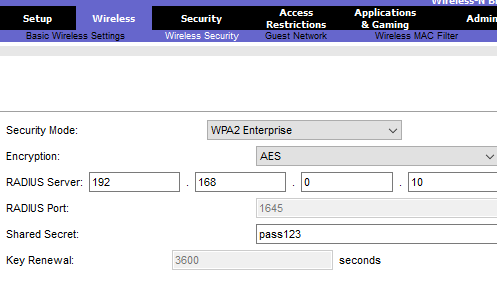 Wireless-N B
Setup Wireless Security Access Restrictions Applications & Gaming Admin
Basic Wireless Settings Wireless Security Guest Network Wireless MAC Filter
Security Mode: WPA2 Enterprise
Encryption: AES
RADIUS Server: 192 . 168 . 0 . 10
RADIUS Port: 1645
Shared Secret: pass123
Key Renewal: 3600 seconds